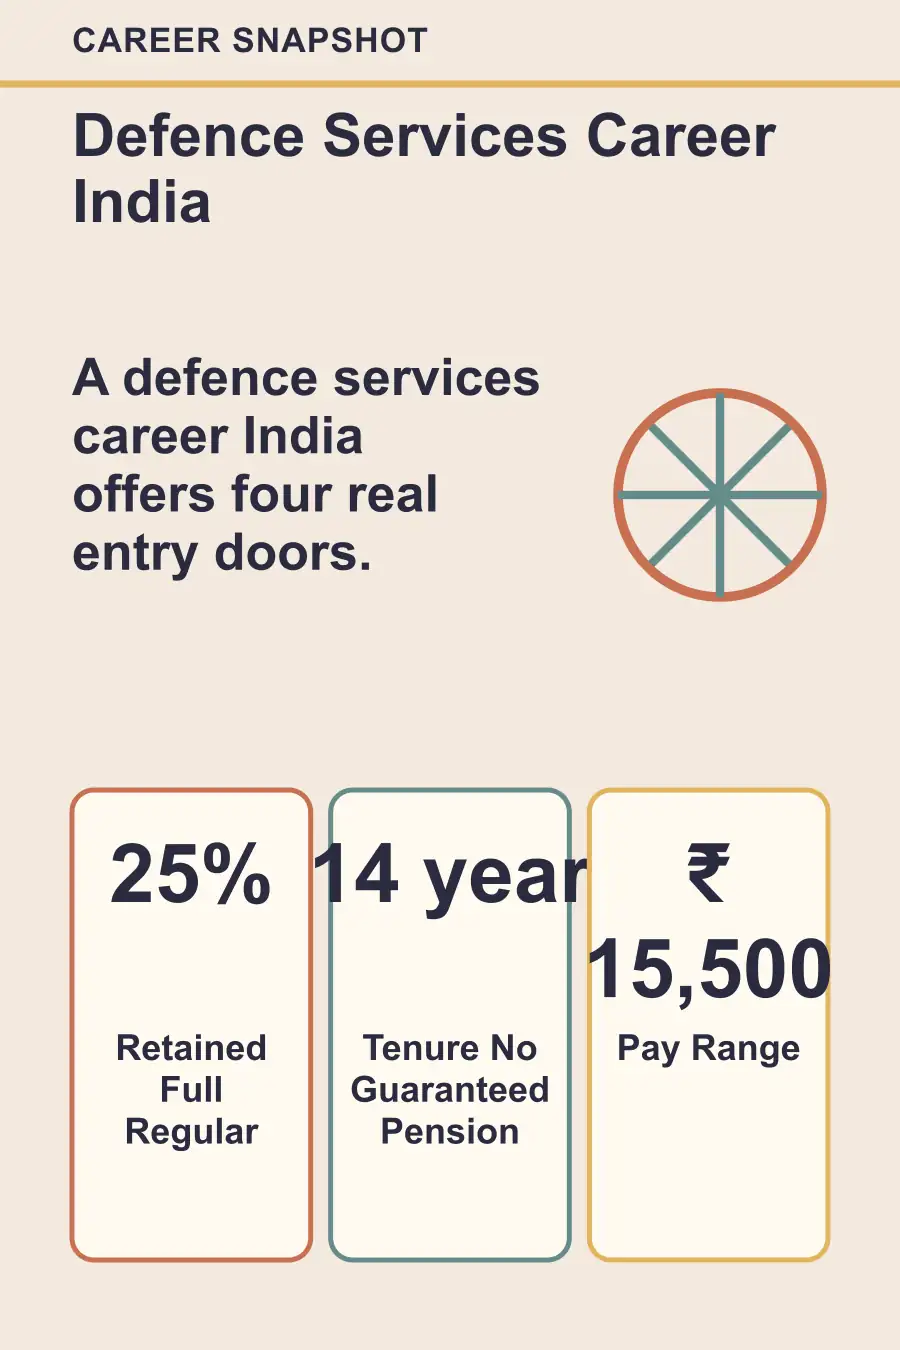 CAREER SNAPSHOT
Defence Services Career
India
A defence services
career India
offers four real
entry doors.
25%
Retained
Full
Regular
14 year
Tenure No
Guaranteed
Pension
₹
15,500
Pay Range